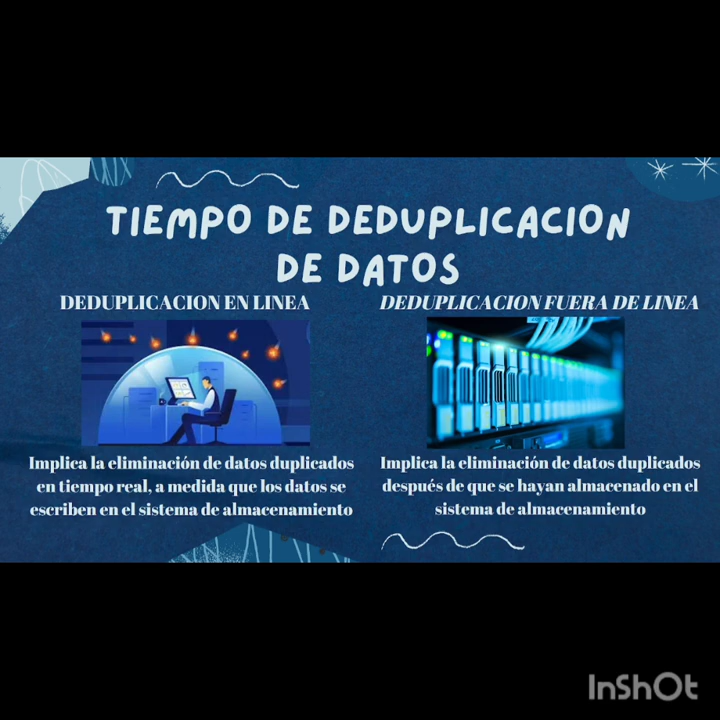 TIEMPO DE DEDUPLICACION
DE DATOS
DEDUPLICACION EN LINEA
Implica la eliminación de datos duplicados
en tiempo real, a medida que los datos se
escriben en el sistema de almacenamiento
DEDUPLICACION FUERA DE LINEA
Implica la eliminación de datos duplicados
después de que se hayan almacenado en el
sistema de almacenamiento
InShOt